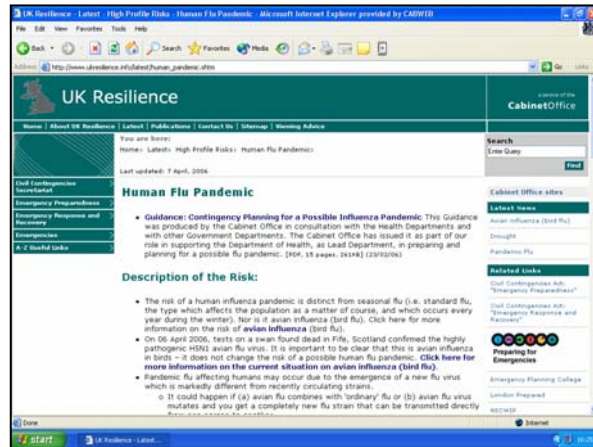 UK Resilience - Latest - High Profile Risks - Human Flu Pandemic - Microsoft Internet Explorer provided by CABWEB
File Edit View Favorites Tools Help
Back Search Favorites Media
Address http://www.ukresilience.info/latest/human_pandemic.shtm Go Links
UK Resilience
a service of the
CabinetOffice
Home | About UK Resilience | Latest | Publications | Contact Us | Sitemap | Viewing Advice
You are here:
Home> Latest> High Profile Risks> Human Flu Pandemic>
Last updated: 7 April, 2006
Civil Contingencies
Secretariat
Emergency Preparedness
Emergency Response and
Recovery
Emergencies
A-Z Useful Links
Human Flu Pandemic
• Guidance: Contingency Planning for a Possible Influenza Pandemic This Guidance
was produced by the Cabinet Office in consultation with the Health Departments and
with other Government Departments. The Cabinet Office has issued it as part of our
role in supporting the Department of Health, as Lead Department, in preparing and
planning for a possible flu pandemic. [PDF, 15 pages, 261KB] (23/02/06)
Description of the Risk:
• The risk of a human influenza pandemic is distinct from seasonal flu (i.e. standard flu,
the type which affects the population as a matter of course, and which occurs every
year during the winter). Nor is it avian influenza (bird flu). Click here for more
information on the risk of avian influenza (bird flu).
• On 06 April 2006, tests on a swan found dead in Fife, Scotland confirmed the highly
pathogenic H5N1 avian flu virus. It is important to be clear that this is avian influenza
in birds – it does not change the risk of a possible human flu pandemic. Click here for
more information on the current situation on avian influenza (bird flu).
• Pandemic flu affecting humans may occur due to the emergence of a new flu virus
which is markedly different from recently circulating strains.
o It could happen if (a) avian flu combines with 'ordinary' flu or (b) avian flu virus
mutates and you get a completely new flu strain that can be transmitted directly
Search
Enter Query
Find
Cabinet Office sites
Latest News
Avian influenza (bird flu)
Drought
Pandemic Flu
Related Links
Civil Contingencies Act:
"Emergency Preparedness"
Civil Contingencies Act:
"Emergency Response and
Recovery"
Preparing for
Emergencies
Emergency Planning College
London Prepared
NSCWIP
Done Internet
start UK Resilience - Latest...